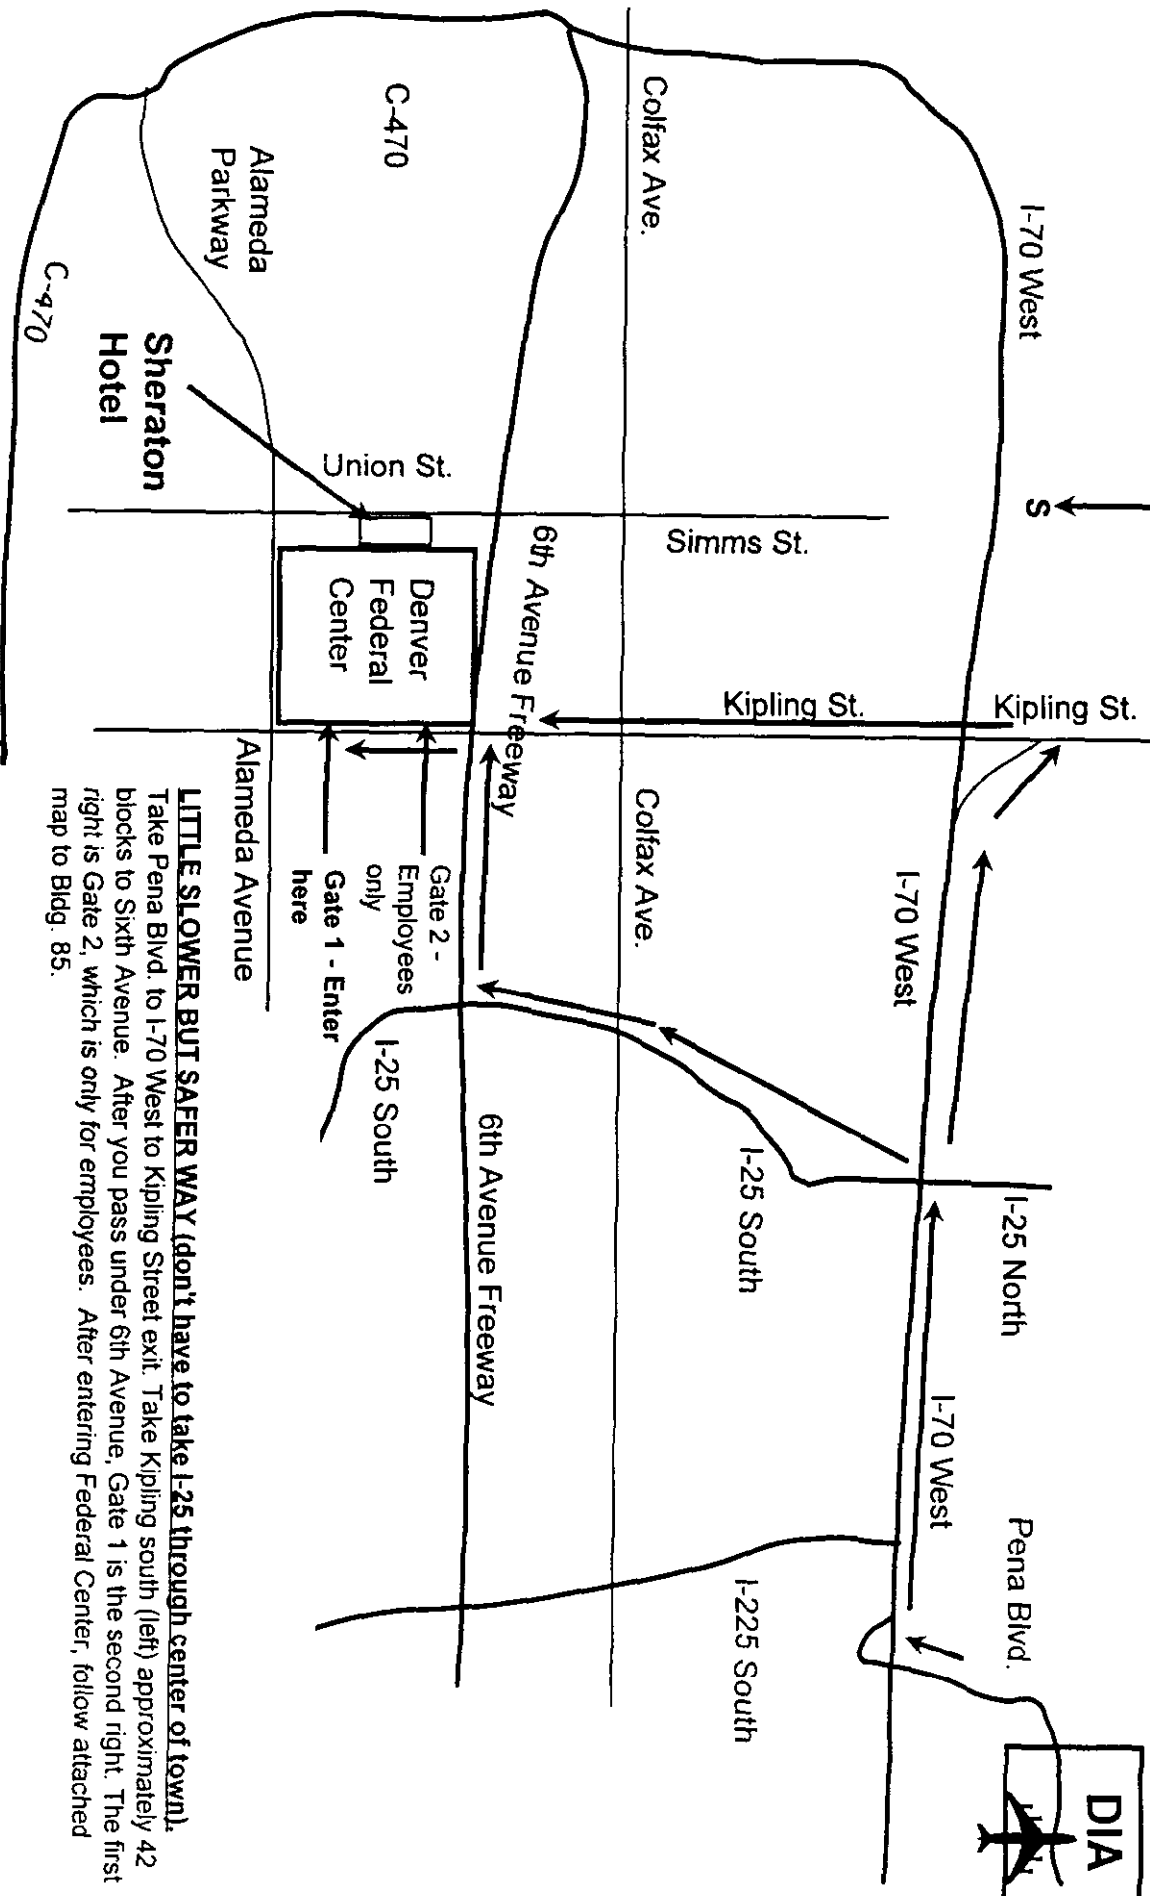 DIA
Pena Blvd.
I-70 West
I-25 North
I-225 South
I-25 South
I-70 West
Kipling St.
Kipling St.
S
I-70 West
Simms St.
Colfax Ave.
Colfax Ave.
6th Avenue Freeway
6th Avenue Freeway
I-25 South
Union St.
Denver
Federal
Center
Gate 2 -
Employees
only
Gate 1 - Enter
here
C-470
Alameda
Parkway
Alameda Avenue
Sheraton
Hotel
C-470
LITTLE SLOWER BUT SAFER WAY (don't have to take I-25 through center of town).
Take Pena Blvd. to I-70 West to Kipling Street exit. Take Kipling south (left) approximately 42
blocks to Sixth Avenue. After you pass under 6th Avenue, Gate 1 is the second right. The first
right is Gate 2, which is only for employees. After entering Federal Center, follow attached
map to Bldg. 85.